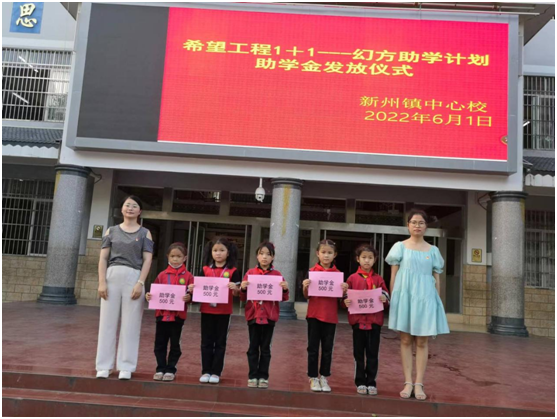 思
希望工程1+1——幻方助学计划
助学金发放仪式
新州镇中心校
2022年6月1日
助学金
500元
助学金
500元
助学金
500元
助学金
500元
助学金
500元